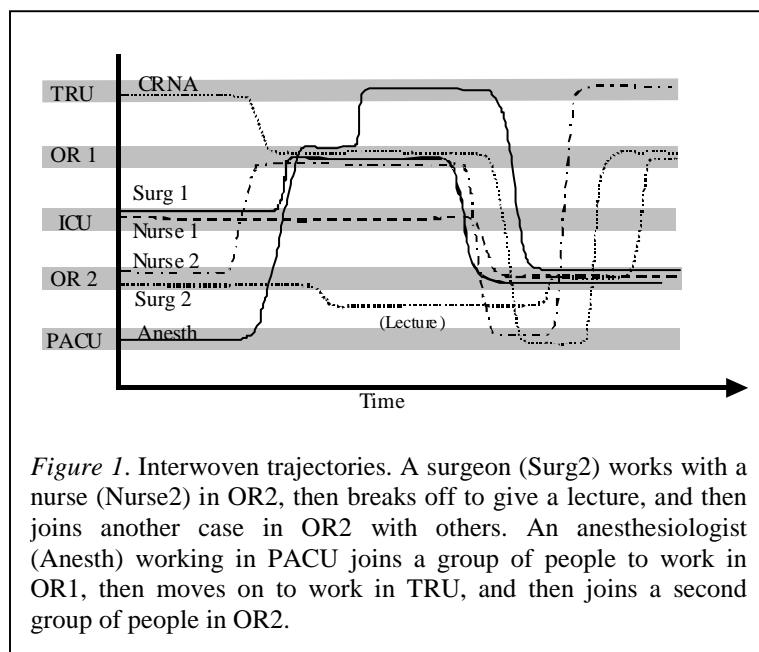 TRU
CRNA
OR 1
Surg 1
ICU
Nurse 1
Nurse 2
OR 2
Surg 2
(Lecture)
PACU
Anesth
Time
Figure 1. Interwoven trajectories. A surgeon (Surg2) works with a
nurse (Nurse2) in OR2, then breaks off to give a lecture, and then
joins another case in OR2 with others. An anesthesiologist
(Anesth) working in PACU joins a group of people to work in
OR1, then moves on to work in TRU, and then joins a second
group of people in OR2.